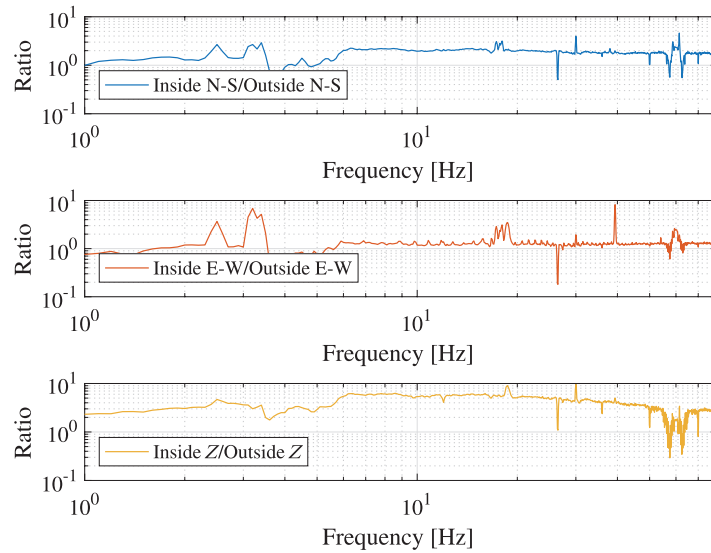 10^1
Ratio
10^0
Inside N-S/Outside N-S
10^-1
10^0
10^1
Frequency [Hz]
10^1
Ratio
10^0
Inside E-W/Outside E-W
10^-1
10^0
10^1
Frequency [Hz]
10^1
Ratio
10^0
Inside Z/Outside Z
10^-1
10^0
10^1
Frequency [Hz]